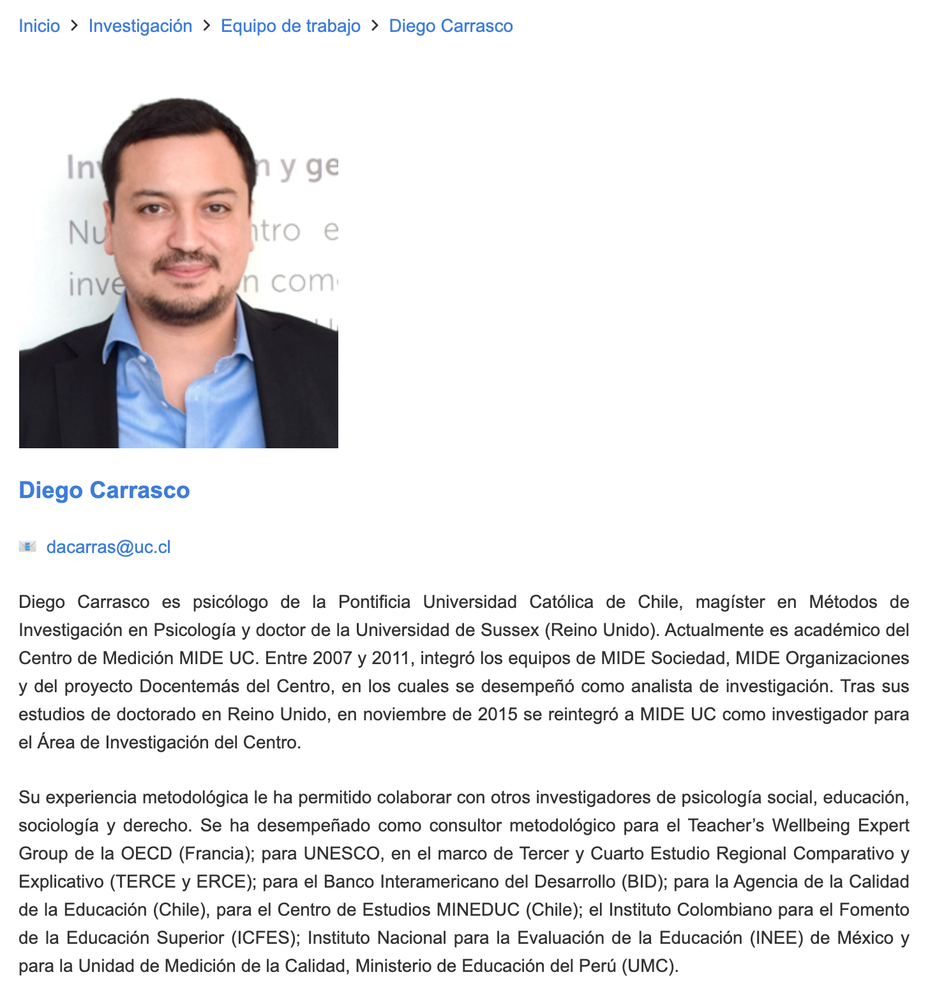 Inicio > Investigación > Equipo de trabajo > Diego Carrasco
In n y ge
Nu ntro e
inve n com
Diego Carrasco
dacarras@uc.cl
Diego Carrasco es psicólogo de la Pontificia Universidad Católica de Chile, magíster en Métodos de
Investigación en Psicología y doctor de la Universidad de Sussex (Reino Unido). Actualmente es académico del
Centro de Medición MIDE UC. Entre 2007 y 2011, integró los equipos de MIDE Sociedad, MIDE Organizaciones
y del proyecto Docentemás del Centro, en los cuales se desempeñó como analista de investigación. Tras sus
estudios de doctorado en Reino Unido, en noviembre de 2015 se reintegró a MIDE UC como investigador para
el Área de Investigación del Centro.
Su experiencia metodológica le ha permitido colaborar con otros investigadores de psicología social, educación,
sociología y derecho. Se ha desempeñado como consultor metodológico para el Teacher’s Wellbeing Expert
Group de la OECD (Francia); para UNESCO, en el marco de Tercer y Cuarto Estudio Regional Comparativo y
Explicativo (TERCE y ERCE); para el Banco Interamericano del Desarrollo (BID); para la Agencia de la Calidad
de la Educación (Chile), para el Centro de Estudios MINEDUC (Chile); el Instituto Colombiano para el Fomento
de la Educación Superior (ICFES); Instituto Nacional para la Evaluación de la Educación (INEE) de México y
para la Unidad de Medición de la Calidad, Ministerio de Educación del Perú (UMC).